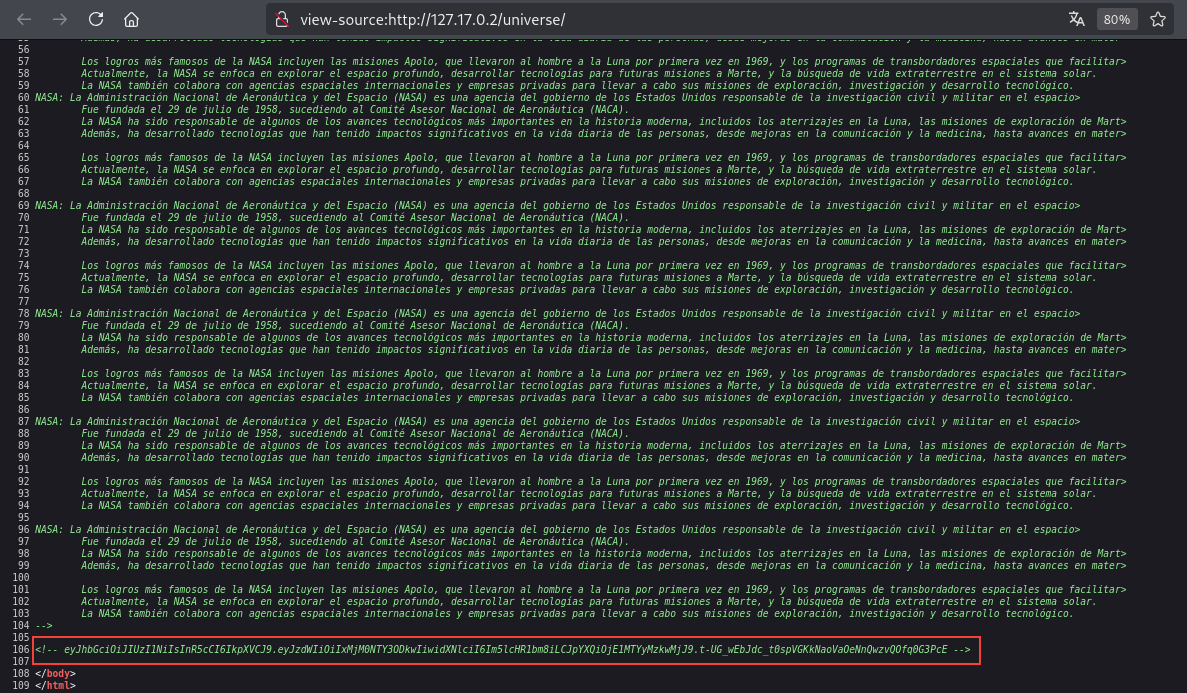 view-source:http://127.17.0.2/universe/
80%
56
57 Los logros más famosos de la NASA incluyen las misiones Apolo, que llevaron al hombre a la Luna por primera vez en 1969, y los programas de transbordadores espaciales que facilitar>
58 Actualmente, la NASA se enfoca en explorar el espacio profundo, desarrollar tecnologías para futuras misiones a Marte, y la búsqueda de vida extraterrestre en el sistema solar.
59 La NASA también colabora con agencias espaciales internacionales y empresas privadas para llevar a cabo sus misiones de exploración, investigación y desarrollo tecnológico.
60 NASA: La Administración Nacional de Aeronáutica y del Espacio (NASA) es una agencia del gobierno de los Estados Unidos responsable de la investigación civil y militar en el espacio>
61 Fue fundada el 29 de julio de 1958, sucediendo al Comité Asesor Nacional de Aeronáutica (NACA).
62 La NASA ha sido responsable de algunos de los avances tecnológicos más importantes en la historia moderna, incluidos los aterrizajes en la Luna, las misiones de exploración de Mart>
63 Además, ha desarrollado tecnologías que han tenido impactos significativos en la vida diaria de las personas, desde mejoras en la comunicación y la medicina, hasta avances en mater>
64
65 Los logros más famosos de la NASA incluyen las misiones Apolo, que llevaron al hombre a la Luna por primera vez en 1969, y los programas de transbordadores espaciales que facilitar>
66 Actualmente, la NASA se enfoca en explorar el espacio profundo, desarrollar tecnologías para futuras misiones a Marte, y la búsqueda de vida extraterrestre en el sistema solar.
67 La NASA también colabora con agencias espaciales internacionales y empresas privadas para llevar a cabo sus misiones de exploración, investigación y desarrollo tecnológico.
68
69 NASA: La Administración Nacional de Aeronáutica y del Espacio (NASA) es una agencia del gobierno de los Estados Unidos responsable de la investigación civil y militar en el espacio>
70 Fue fundada el 29 de julio de 1958, sucediendo al Comité Asesor Nacional de Aeronáutica (NACA).
71 La NASA ha sido responsable de algunos de los avances tecnológicos más importantes en la historia moderna, incluidos los aterrizajes en la Luna, las misiones de exploración de Mart>
72 Además, ha desarrollado tecnologías que han tenido impactos significativos en la vida diaria de las personas, desde mejoras en la comunicación y la medicina, hasta avances en mater>
73
74 Los logros más famosos de la NASA incluyen las misiones Apolo, que llevaron al hombre a la Luna por primera vez en 1969, y los programas de transbordadores espaciales que facilitar>
75 Actualmente, la NASA se enfoca en explorar el espacio profundo, desarrollar tecnologías para futuras misiones a Marte, y la búsqueda de vida extraterrestre en el sistema solar.
76 La NASA también colabora con agencias espaciales internacionales y empresas privadas para llevar a cabo sus misiones de exploración, investigación y desarrollo tecnológico.
77
78 NASA: La Administración Nacional de Aeronáutica y del Espacio (NASA) es una agencia del gobierno de los Estados Unidos responsable de la investigación civil y militar en el espacio>
79 Fue fundada el 29 de julio de 1958, sucediendo al Comité Asesor Nacional de Aeronáutica (NACA).
80 La NASA ha sido responsable de algunos de los avances tecnológicos más importantes en la historia moderna, incluidos los aterrizajes en la Luna, las misiones de exploración de Mart>
81 Además, ha desarrollado tecnologías que han tenido impactos significativos en la vida diaria de las personas, desde mejoras en la comunicación y la medicina, hasta avances en mater>
82
83 Los logros más famosos de la NASA incluyen las misiones Apolo, que llevaron al hombre a la Luna por primera vez en 1969, y los programas de transbordadores espaciales que facilitar>
84 Actualmente, la NASA se enfoca en explorar el espacio profundo, desarrollar tecnologías para futuras misiones a Marte, y la búsqueda de vida extraterrestre en el sistema solar.
85 La NASA también colabora con agencias espaciales internacionales y empresas privadas para llevar a cabo sus misiones de exploración, investigación y desarrollo tecnológico.
86
87 NASA: La Administración Nacional de Aeronáutica y del Espacio (NASA) es una agencia del gobierno de los Estados Unidos responsable de la investigación civil y militar en el espacio>
88 Fue fundada el 29 de julio de 1958, sucediendo al Comité Asesor Nacional de Aeronáutica (NACA).
89 La NASA ha sido responsable de algunos de los avances tecnológicos más importantes en la historia moderna, incluidos los aterrizajes en la Luna, las misiones de exploración de Mart>
90 Además, ha desarrollado tecnologías que han tenido impactos significativos en la vida diaria de las personas, desde mejoras en la comunicación y la medicina, hasta avances en mater>
91
92 Los logros más famosos de la NASA incluyen las misiones Apolo, que llevaron al hombre a la Luna por primera vez en 1969, y los programas de transbordadores espaciales que facilitar>
93 Actualmente, la NASA se enfoca en explorar el espacio profundo, desarrollar tecnologías para futuras misiones a Marte, y la búsqueda de vida extraterrestre en el sistema solar.
94 La NASA también colabora con agencias espaciales internacionales y empresas privadas para llevar a cabo sus misiones de exploración, investigación y desarrollo tecnológico.
95
96 NASA: La Administración Nacional de Aeronáutica y del Espacio (NASA) es una agencia del gobierno de los Estados Unidos responsable de la investigación civil y militar en el espacio>
97 Fue fundada el 29 de julio de 1958, sucediendo al Comité Asesor Nacional de Aeronáutica (NACA).
98 La NASA ha sido responsable de algunos de los avances tecnológicos más importantes en la historia moderna, incluidos los aterrizajes en la Luna, las misiones de exploración de Mart>
99 Además, ha desarrollado tecnologías que han tenido impactos significativos en la vida diaria de las personas, desde mejoras en la comunicación y la medicina, hasta avances en mater>
100
101 Los logros más famosos de la NASA incluyen las misiones Apolo, que llevaron al hombre a la Luna por primera vez en 1969, y los programas de transbordadores espaciales que facilitar>
102 Actualmente, la NASA se enfoca en explorar el espacio profundo, desarrollar tecnologías para futuras misiones a Marte, y la búsqueda de vida extraterrestre en el sistema solar.
103 La NASA también colabora con agencias espaciales internacionales y empresas privadas para llevar a cabo sus misiones de exploración, investigación y desarrollo tecnológico.
104 -->
105
106 <!-- eyJhbGciOiJIUzI1NiIsInR5cCI6IkpXVCJ9.eyJzdWIiOiIxMjM0NTY3ODkwIiwidXNlciI6Im5lcHR1bm8iLCJpYXQiOjE1MTYyMzkwMjJ9.t-UG_wEbJdc_t0spVGKkNaoVaOeNnQwzvQOfq0G3PcE -->
107
108 </body>
109 </html>